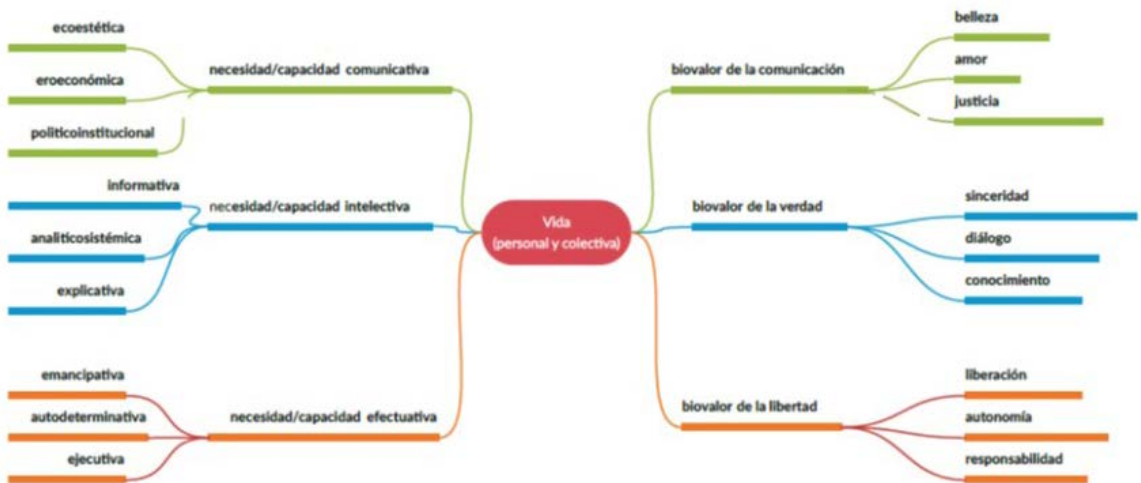 ecoestética
eroeconómica
politicoinstitucional
necesidad/capacidad comunicativa
informativa
analiticosistémica
explicativa
necesidad/capacidad intelectiva
emancipativa
autodeterminativa
ejecutiva
necesidad/capacidad efectuativa
Vida
(personal y colectiva)
biovalor de la comunicación
belleza
amor
justicia
biovalor de la verdad
sinceridad
diálogo
conocimiento
biovalor de la libertad
liberación
autonomía
responsabilidad